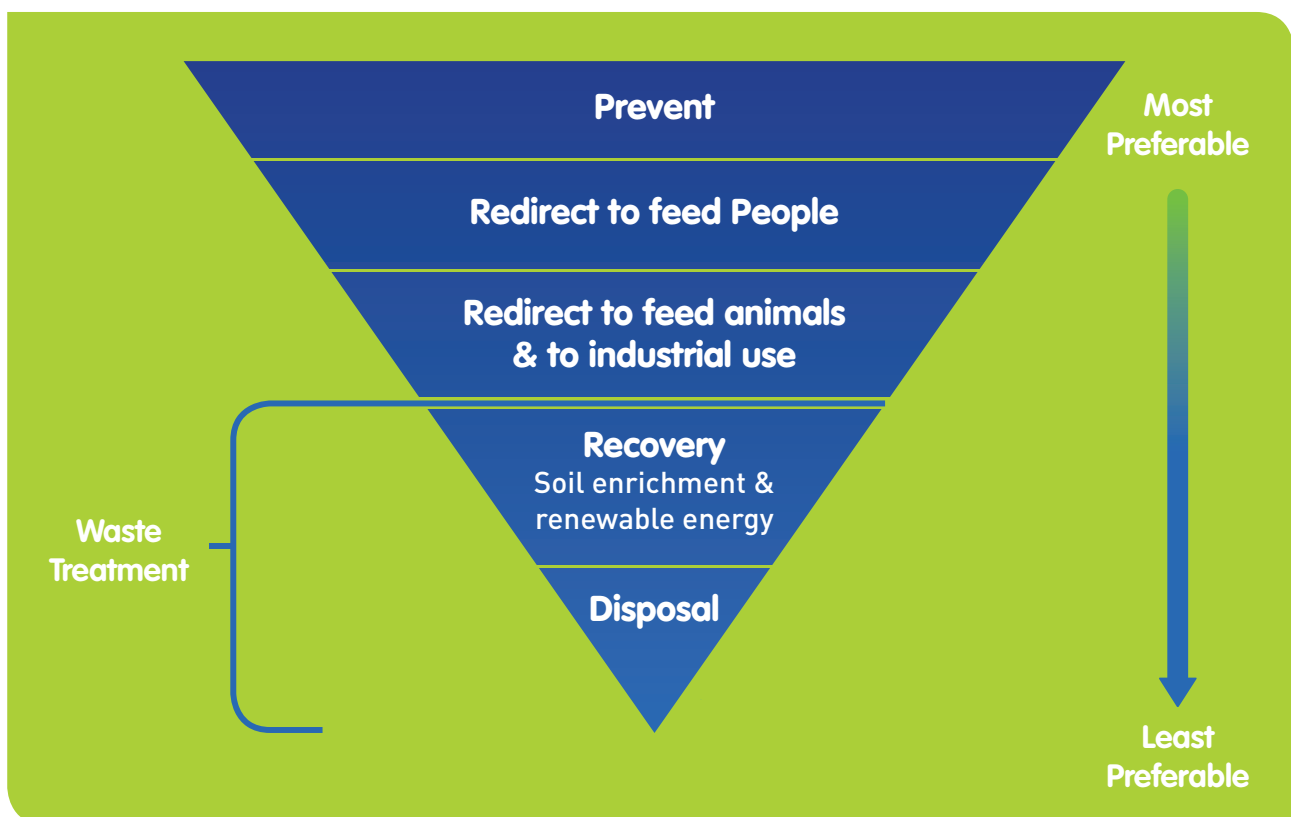 Prevent
Most
Preferable
Redirect to feed People
Redirect to feed animals
& to industrial use
Recovery
Soil enrichment &
renewable energy
Waste
Treatment
Disposal
Least
Preferable